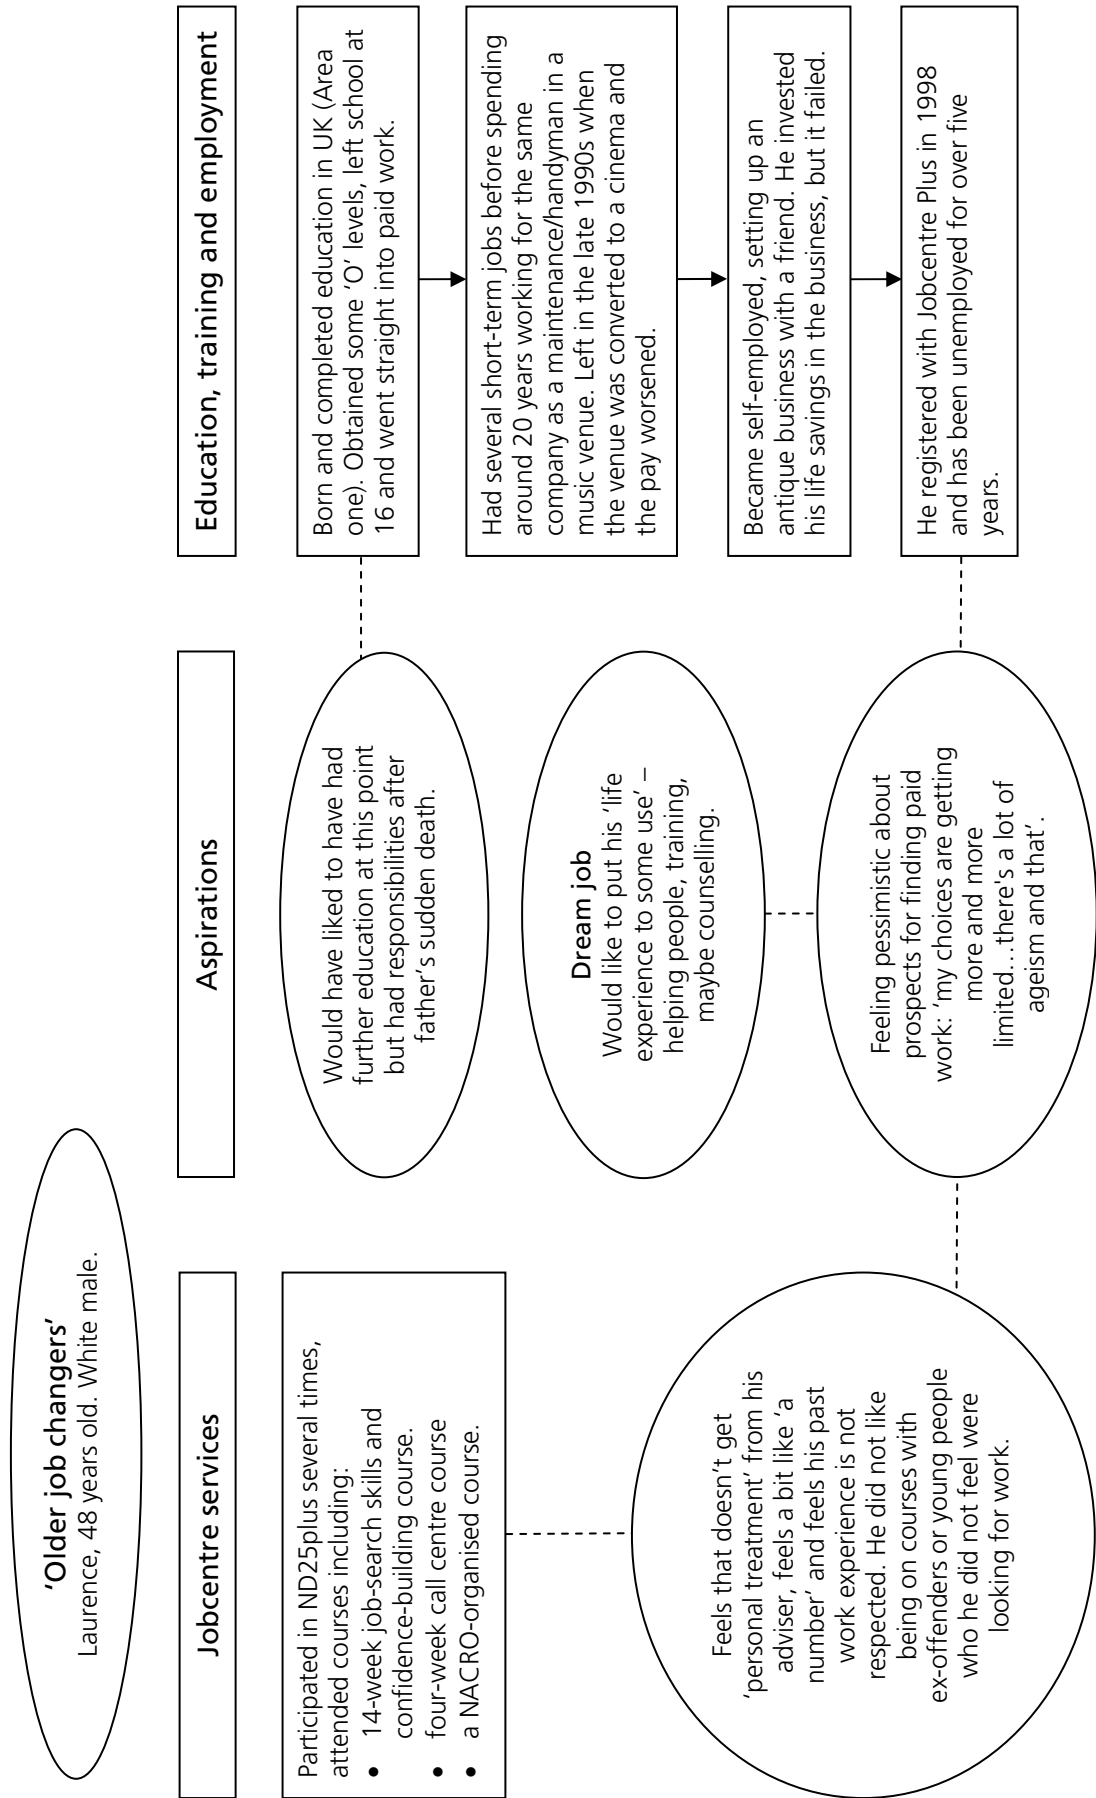 'Older job changers'
Laurence, 48 years old. White male.
Jobcentre services
Participated in ND25plus several times,
attended courses including:
• 14-week job-search skills and
confidence-building course.
• four-week call centre course
• a NACRO-organised course.
Feels that doesn't get
'personal treatment' from his
adviser, feels a bit like 'a
number' and feels his past
work experience is not
respected. He did not like
being on courses with
ex-offenders or young people
who he did not feel were
looking for work.
Aspirations
Would have liked to have had
further education at this point
but had responsibilities after
father's sudden death.
Dream job
Would like to put his 'life
experience to some use' –
helping people, training,
maybe counselling.
Feeling pessimistic about
prospects for finding paid
work: 'my choices are getting
more and more
limited...there's a lot of
ageism and that'.
Education, training and employment
Born and completed education in UK (Area
one). Obtained some 'O' levels, left school at
16 and went straight into paid work.
Had several short-term jobs before spending
around 20 years working for the same
company as a maintenance/handyman in a
music venue. Left in the late 1990s when
the venue was converted to a cinema and
the pay worsened.
Became self-employed, setting up an
antique business with a friend. He invested
his life savings in the business, but it failed.
He registered with Jobcentre Plus in 1998
and has been unemployed for over five
years.